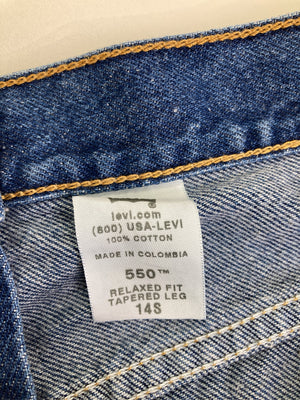 levi.com
(800) USA-LEVI
100% COTTON
MADE IN COLOMBIA
550™
RELAXED FIT
TAPERED LEG
14S